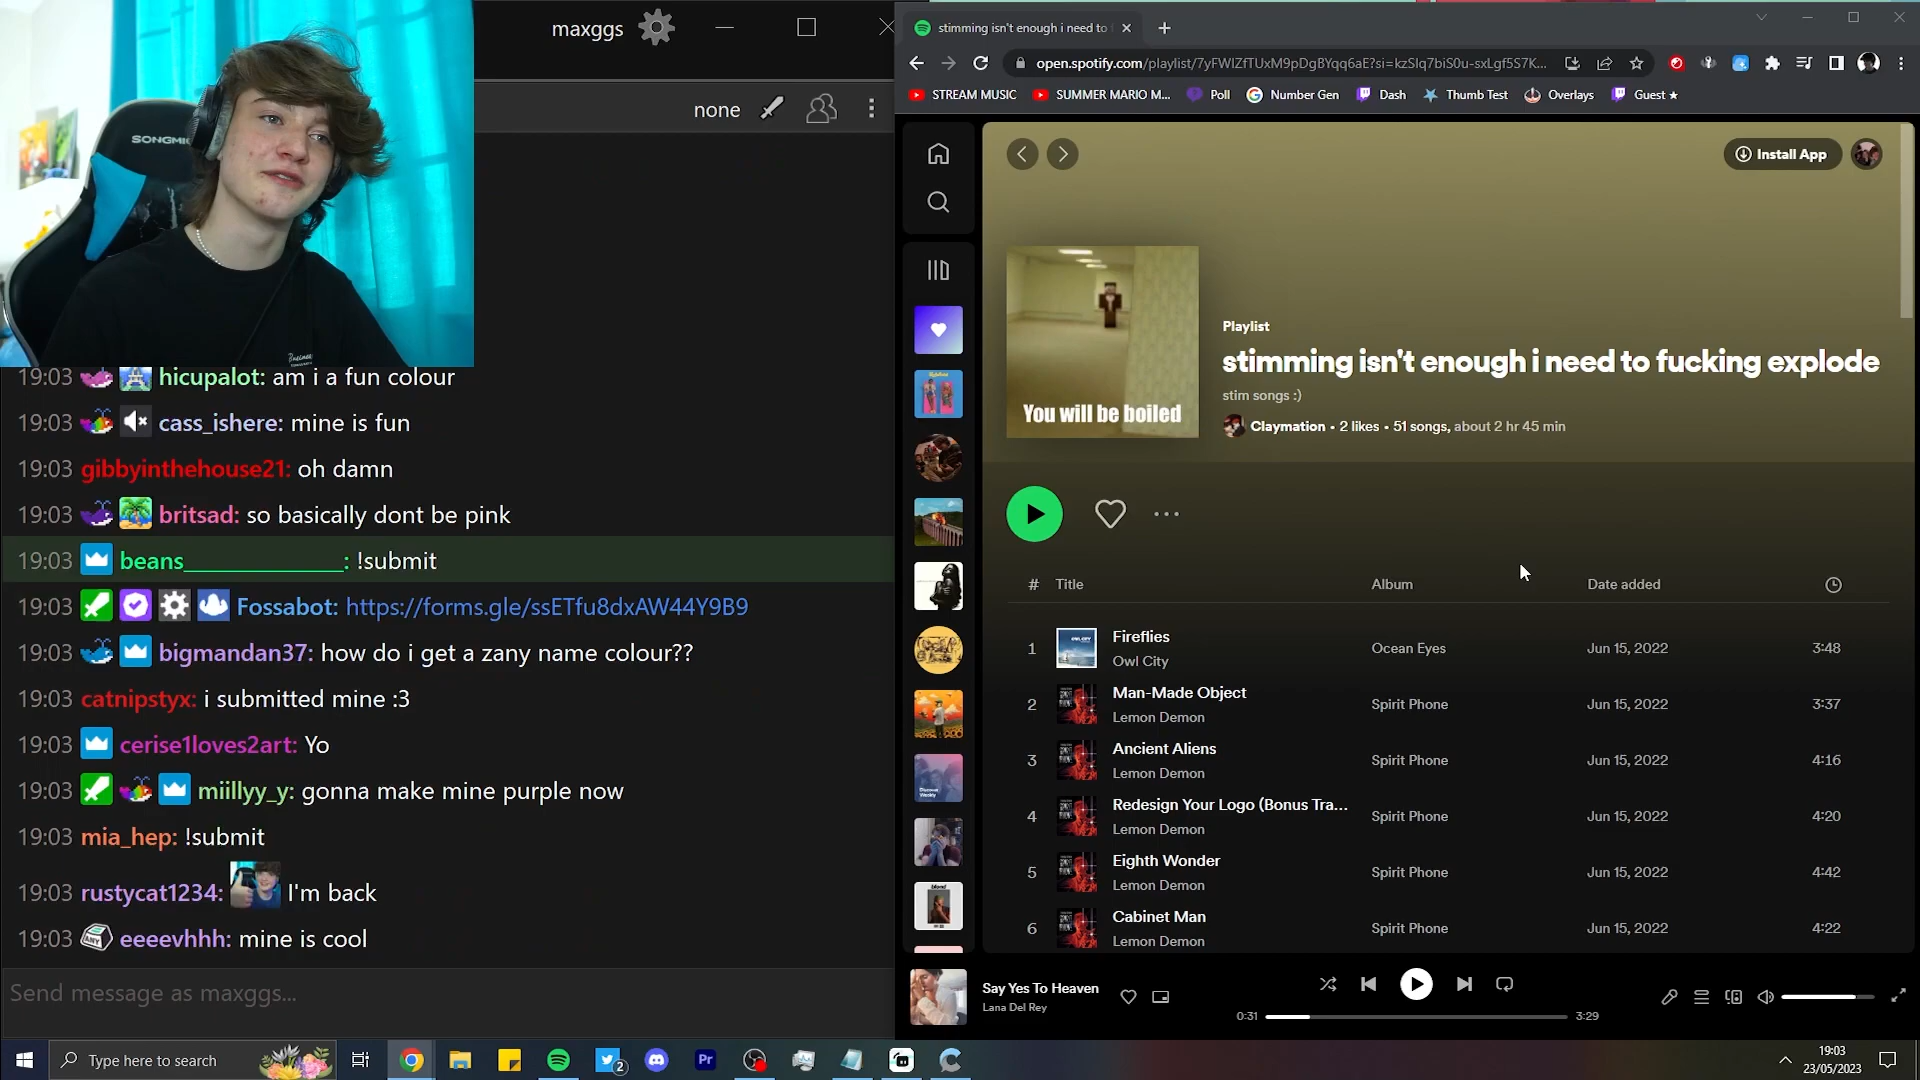 maxggs
none
SONGMIC
Business
19:03 hicupalot: am i a fun colour
19:03 cass_ishere: mine is fun
19:03 gibbyinthehouse21: oh damn
19:03 britsad: so basically dont be pink
19:03 beans______________: !submit
19:03 Fossabot: https://forms.gle/ssETfu8dxAW44Y9B9
19:03 bigmandan37: how do i get a zany name colour??
19:03 catnipstyx: i submitted mine :3
19:03 cerise1loves2art: Yo
19:03 miillyy_y: gonna make mine purple now
19:03 mia_hep: !submit
19:03 rustycat1234: I'm back
19:03 ANY eeeevhhh: mine is cool
Send message as maxggs...
stimming isn't enough i need to
open.spotify.com/playlist/7yFWlZfTUxM9pDgBYqq6aE?si=kzSlq7biS0u-sxLgf5S7K...
STREAM MUSIC SUMMER MARIO M... Poll Number Gen Dash Thumb Test Overlays Guest ★
Install App
You will be boiled
Playlist
stimming isn't enough i need to fucking explode
stim songs :)
Claymation • 2 likes • 51 songs, about 2 hr 45 min
# Title Album Date added
1 Fireflies Ocean Eyes Jun 15, 2022 3:48
Owl City
2 Man-Made Object Spirit Phone Jun 15, 2022 3:37
Lemon Demon
3 Ancient Aliens Spirit Phone Jun 15, 2022 4:16
Lemon Demon
4 Redesign Your Logo (Bonus Tra... Spirit Phone Jun 15, 2022 4:20
Lemon Demon
5 Eighth Wonder Spirit Phone Jun 15, 2022 4:42
Lemon Demon
6 Cabinet Man Spirit Phone Jun 15, 2022 4:22
Lemon Demon
Discover
Weekly
blond
Say Yes To Heaven
Lana Del Rey
0:31 3:29
Type here to search
2
Pr
19:03
23/05/2023